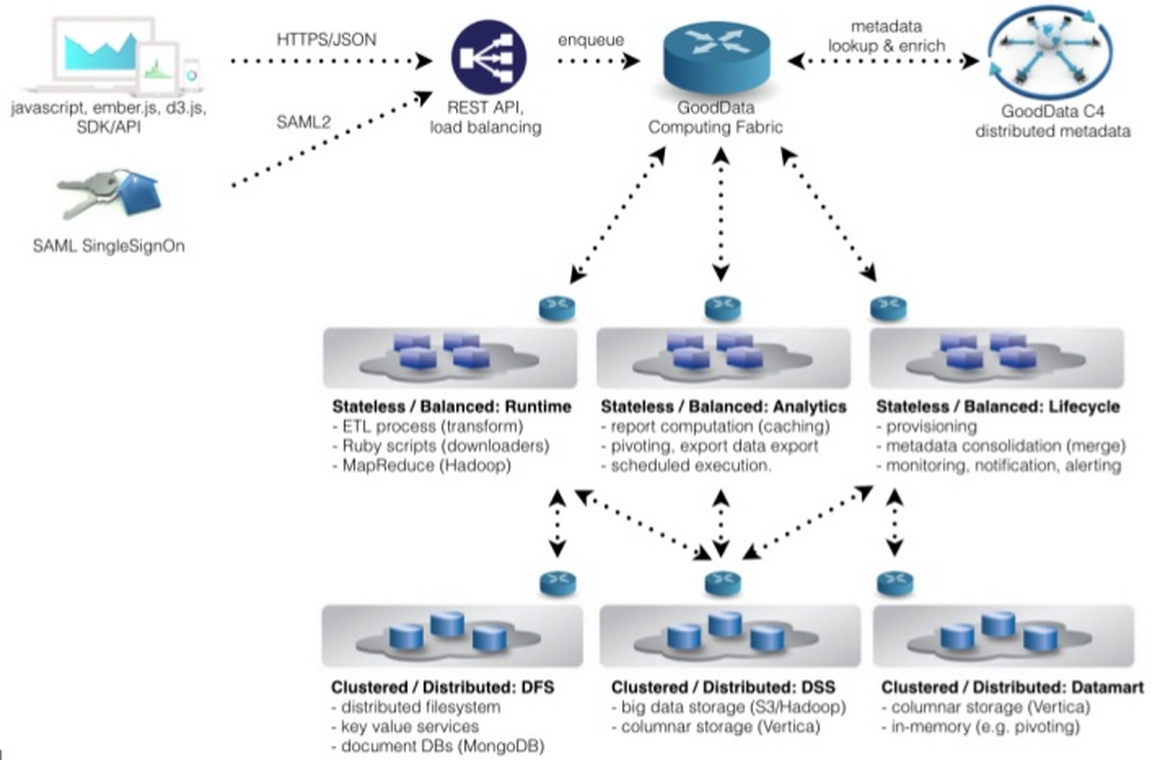 HTTPS/JSON
enqueue
metadata
lookup & enrich
javascript, ember.js, d3.js,
SDK/API
REST API,
load balancing
GoodData
Computing Fabric
GoodData C4
distributed metadata
SAML2
SAML SingleSignOn
Stateless / Balanced: Runtime
- ETL process (transform)
- Ruby scripts (downloaders)
- MapReduce (Hadoop)
Stateless / Balanced: Analytics
- report computation (caching)
- pivoting, export data export
- scheduled execution.
Stateless / Balanced: Lifecycle
- provisioning
- metadata consolidation (merge)
- monitoring, notification, alerting
Clustered / Distributed: DFS
- distributed filesystem
- key value services
- document DBs (MongoDB)
Clustered / Distributed: DSS
- big data storage (S3/Hadoop)
- columnar storage (Vertica)
Clustered / Distributed: Datamart
- columnar storage (Vertica)
- in-memory (e.g. pivoting)